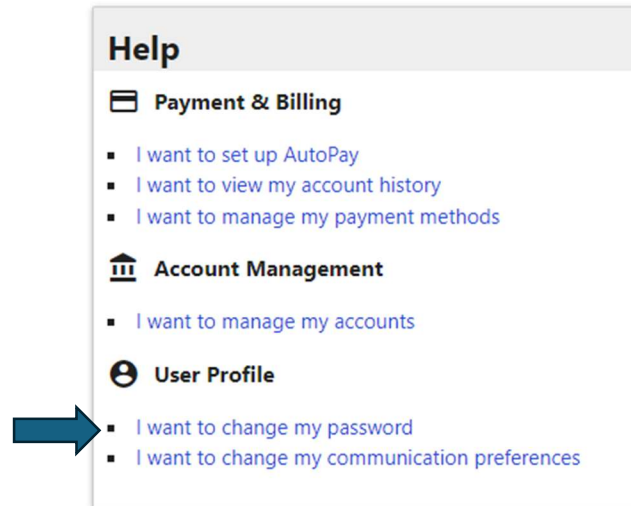 Help
Payment & Billing
I want to set up AutoPay
I want to view my account history
I want to manage my payment methods
Account Management
I want to manage my accounts
User Profile
I want to change my password
I want to change my communication preferences